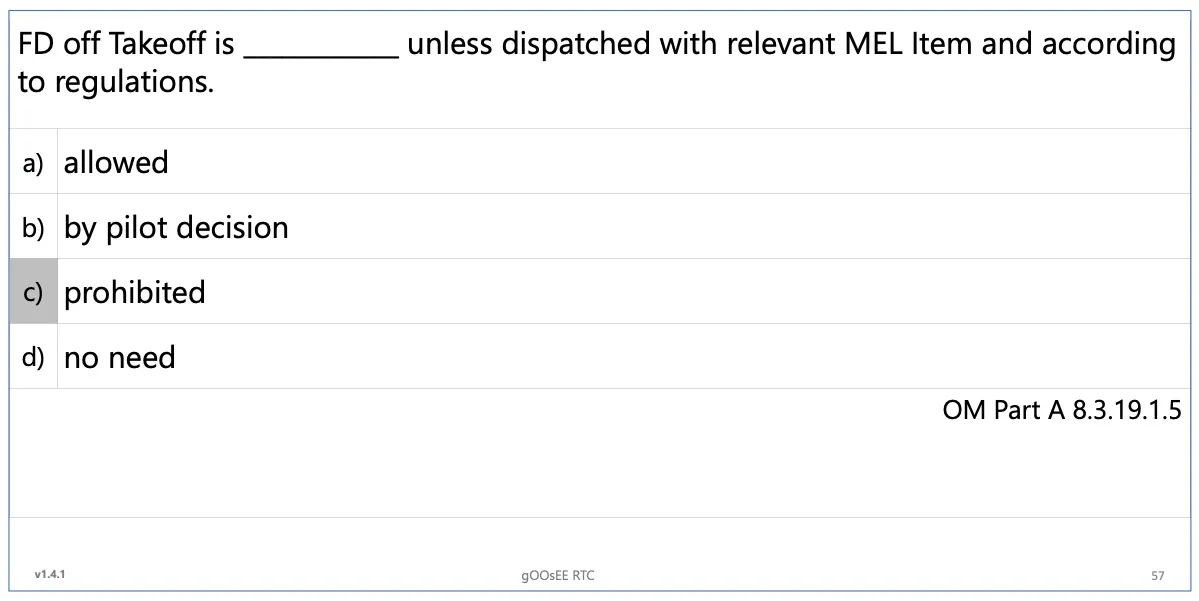 FD off Takeoff is ___________ unless dispatched with relevant MEL Item and according
to regulations.
a) allowed
b) by pilot decision
c) prohibited
d) no need
OM Part A 8.3.19.1.5
v1.4.1 gOOsEE RTC 57